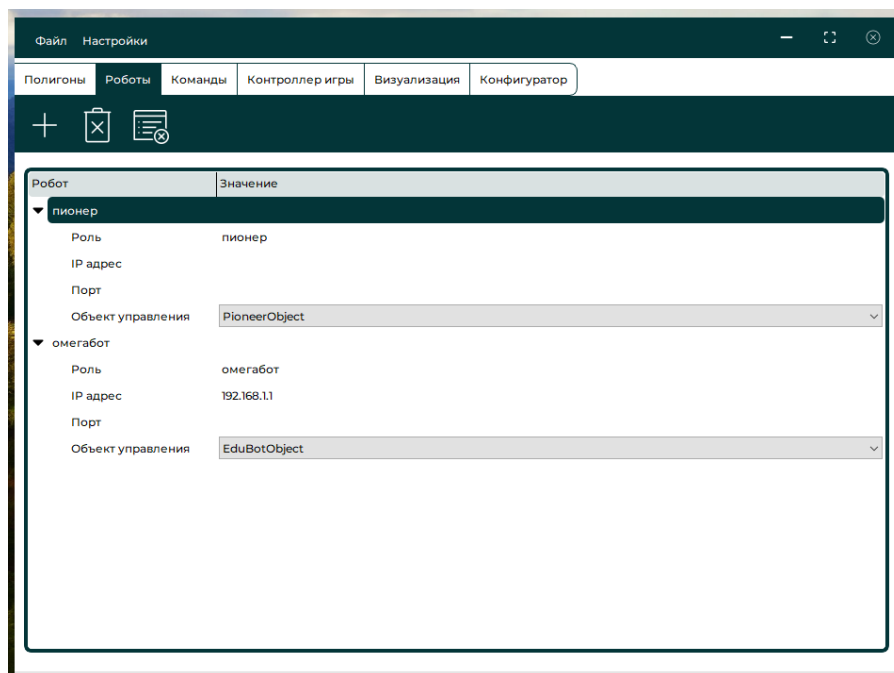 Файл Настройки
Полигоны Роботы Команды Контроллер игры Визуализация Конфигуратор
Робот Значение
пионер
Роль пионер
IP адрес
Порт
Объект управления PioneerObject
омегабот
Роль омегабот
IP адрес 192.168.1.1
Порт
Объект управления EduBotObject